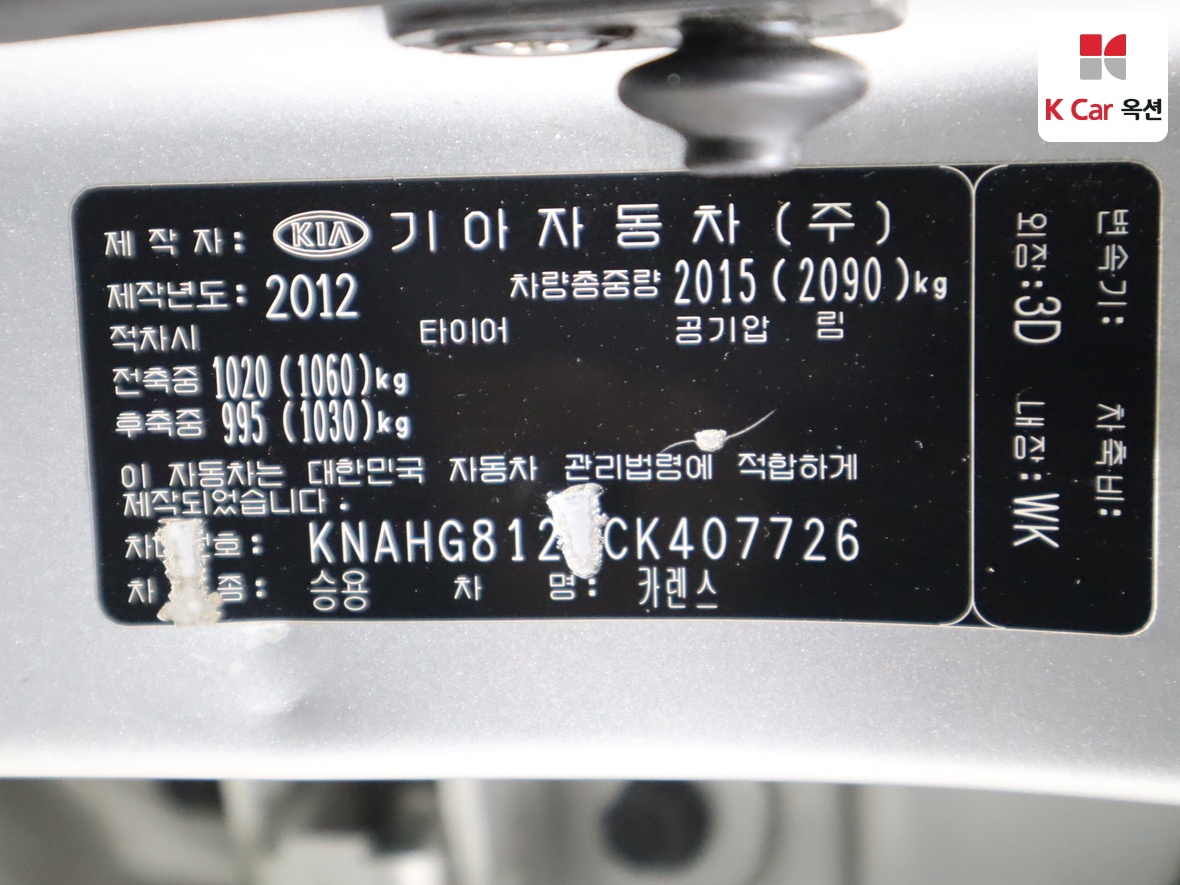 K Car 옥션
제 작 자 : KIA 기 아 자 동 차 ( 주 )
제작년도 : 2012 차량총중량 2015 ( 2090 ) kg
적차시 타이어 공기압 림
전축중 1020 ( 1060 ) kg
후축중 995 ( 1030 ) kg
이 자동차는 대한민국 자동차 관리법령에 적합하게
제작되었습니다 .
차 호 : KNAHG812 CK407726
차 종 : 승용 차 명 : 카렌스
변속기 : 차축비 :
외장 : 3D 내장 : WK